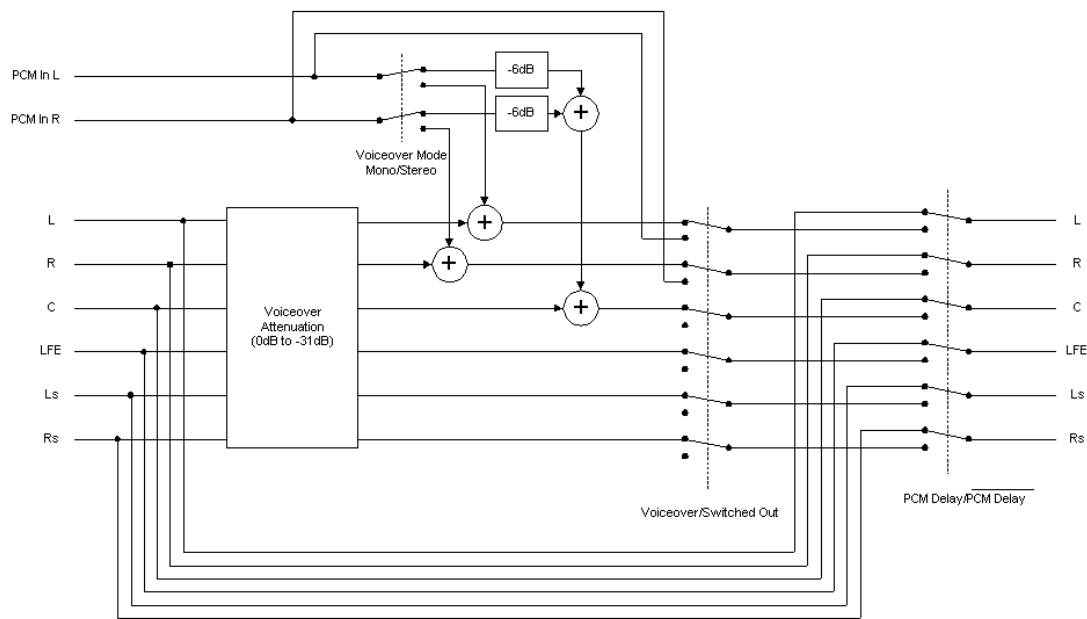 PCM In L
-6dB
PCM In R
-6dB
+
Voiceover Mode
Mono/Stereo
L
+
L
R
+
R
C
Voiceover
Attenuation
(0dB to -31dB)
+
C
LFE
LFE
Ls
Ls
Rs
Rs
Voiceover/Switched Out
PCM Delay/PCM Delay